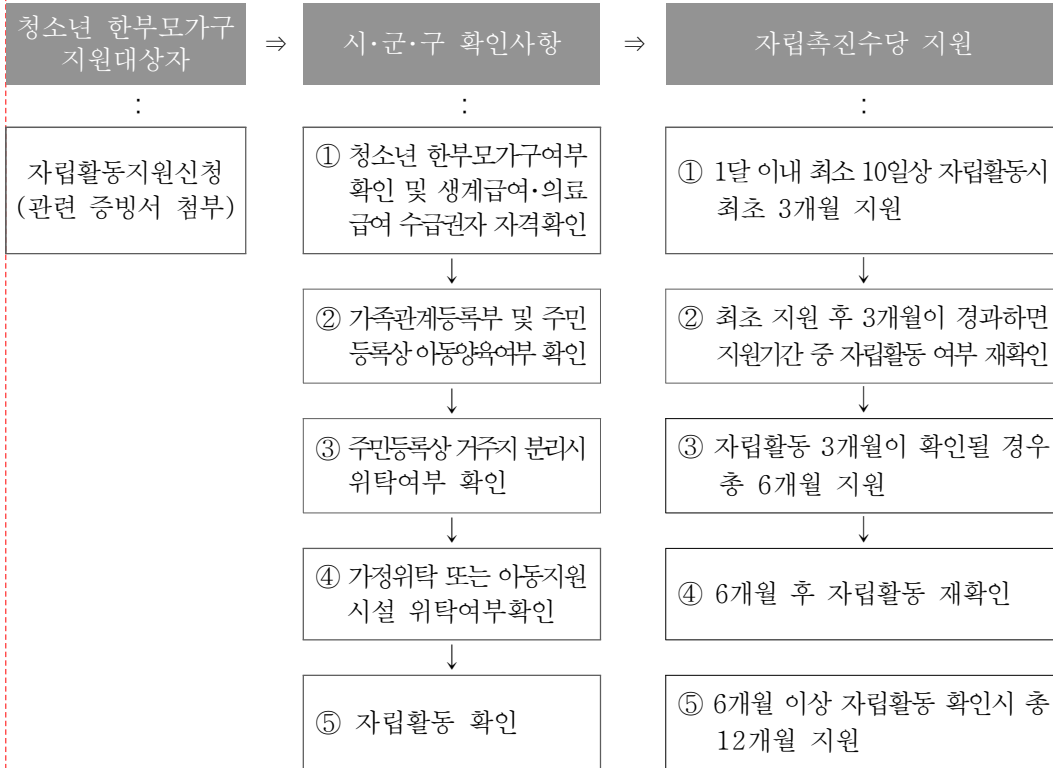 청소년 한부모가구
지원대상자
⇒
시·군·구 확인사항
⇒
자립촉진수당 지원
:
:
:
자립활동지원신청
(관련 증빙서 첨부)
① 청소년 한부모가구여부
확인 및 생계급여·의료
급여 수급권자 자격확인
↓
② 가족관계등록부 및 주민
등록상 아동양육여부 확인
↓
③ 주민등록상 거주지 분리시
위탁여부 확인
↓
④ 가정위탁 또는 아동지원
시설 위탁여부확인
↓
⑤ 자립활동 확인
① 1달 이내 최소 10일상 자립활동시
최초 3개월 지원
↓
② 최초 지원 후 3개월이 경과하면
지원기간 중 자립활동 여부 재확인
↓
③ 자립활동 3개월이 확인될 경우
총 6개월 지원
↓
④ 6개월 후 자립활동 재확인
⑤ 6개월 이상 자립활동 확인시 총
12개월 지원